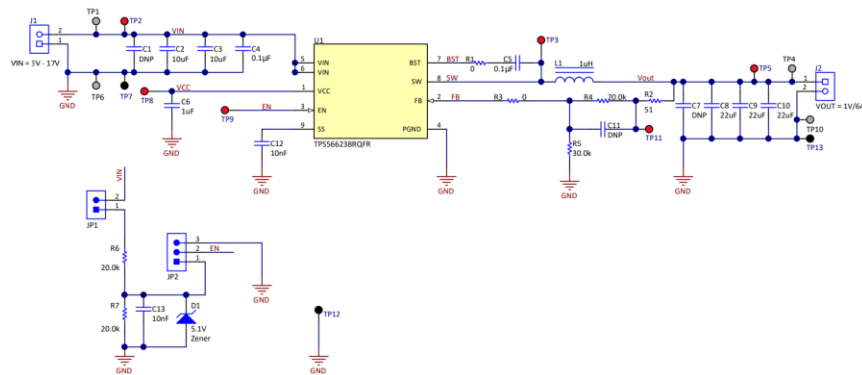 J1
2
1
VIN = 3V - 17V
TP1
TP2
VIN
TP6
TP7
GND
C1
DNP
C2
10uF
C3
10uF
C4
0.1µF
VCC
TP8
C6
1uF
GND
EN
TP9
C12
10nF
GND
U1
5
VIN
6
VIN
1
VCC
3
EN
9
SS
BST
7
SW
8
FB
2
PGND
4
TPS566238RQFR
BST
R1
0
C5
0.1µF
SW
TP3
L1
1uH
Vout
FB
R3
0
R4
20.0k
R2
51
C11
DNP
TP11
R5
30.0k
GND
GND
C7
DNP
C8
22uF
C9
22uF
C10
22uF
GND
TP5
TP4
J2
1
2
VOUT = 1V/6A
TP10
TP13
VIN
JP1
2
1
R6
20.0k
R7
20.0k
C13
10nF
D1
5.1V
Zener
GND
JP2
3
2
1
EN
GND
TP12
GND